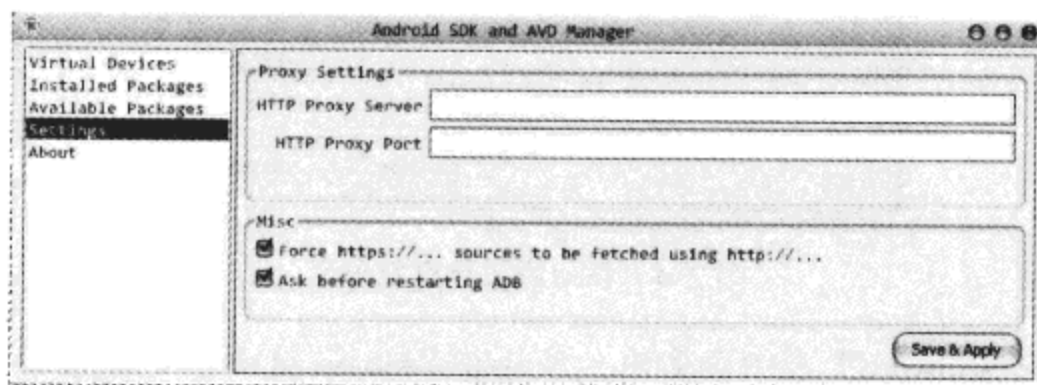 Android SDK and AVD Manager
Virtual Devices
Installed Packages
Available Packages
Settings
About
Proxy Settings
HTTP Proxy Server
HTTP Proxy Port
Misc
Force https://... sources to be fetched using http://...
Ask before restarting ADB
Save & Apply